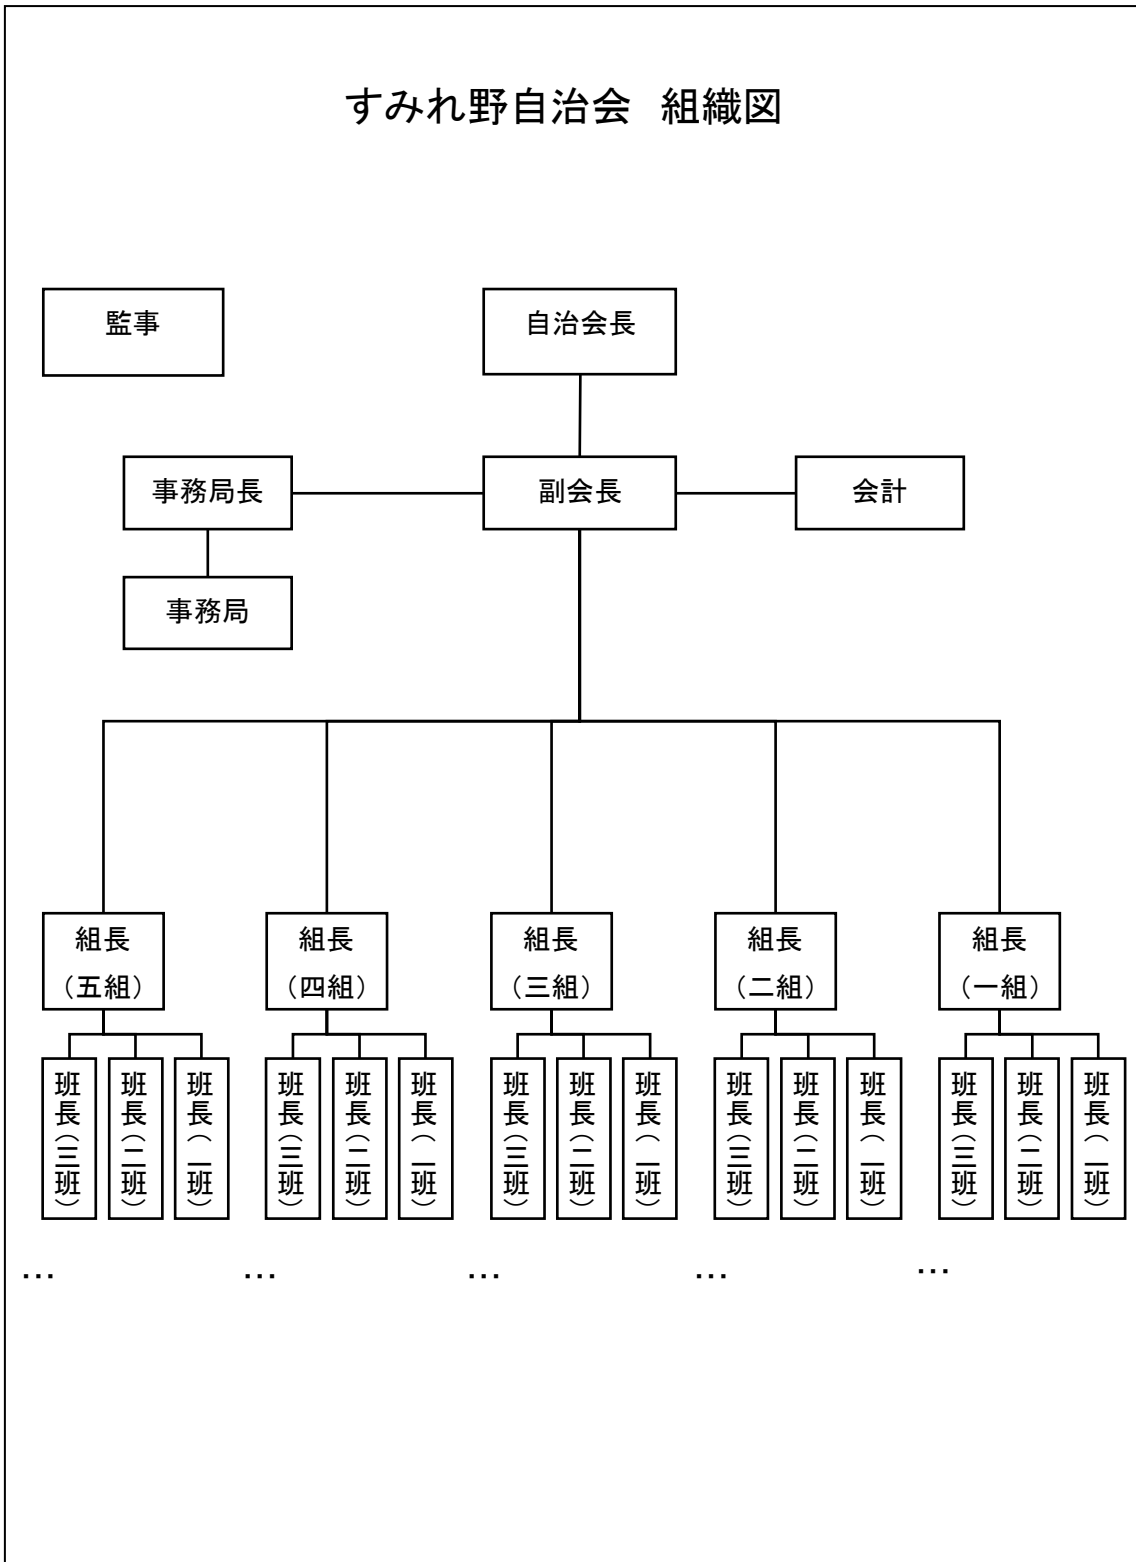 すみれ野自治会　組織図
監事
自治会長
事務局長
副会長
会計
事務局
組長
（五組）
組長
（四組）
組長
（三組）
組長
（二組）
組長
（一組）
班長（三班）
班長（二班）
班長（一班）
班長（三班）
班長（二班）
班長（一班）
班長（三班）
班長（二班）
班長（一班）
班長（三班）
班長（二班）
班長（一班）
班長（三班）
班長（二班）
班長（一班）
…
…
…
…
…